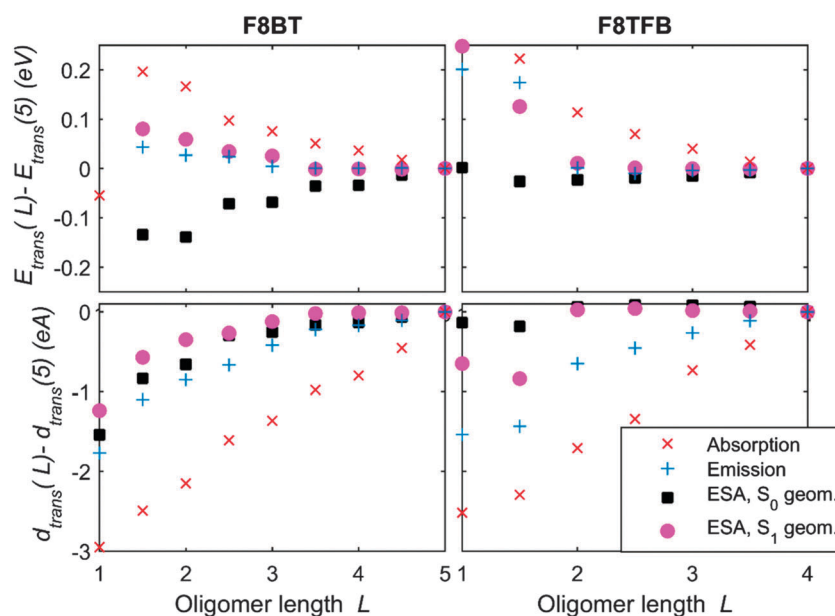 F8BT
F8TFB
E_trans(L)- E_trans(5) (eV)
0.2
0.1
0
-0.1
-0.2
d_trans(L)- d_trans(5) (eA)
0
-1
-2
-3
1 2 3 4 5
1 2 3 4
Oligomer length L
Oligomer length L
Absorption
Emission
ESA, S_0 geom.
ESA, S_1 geom.